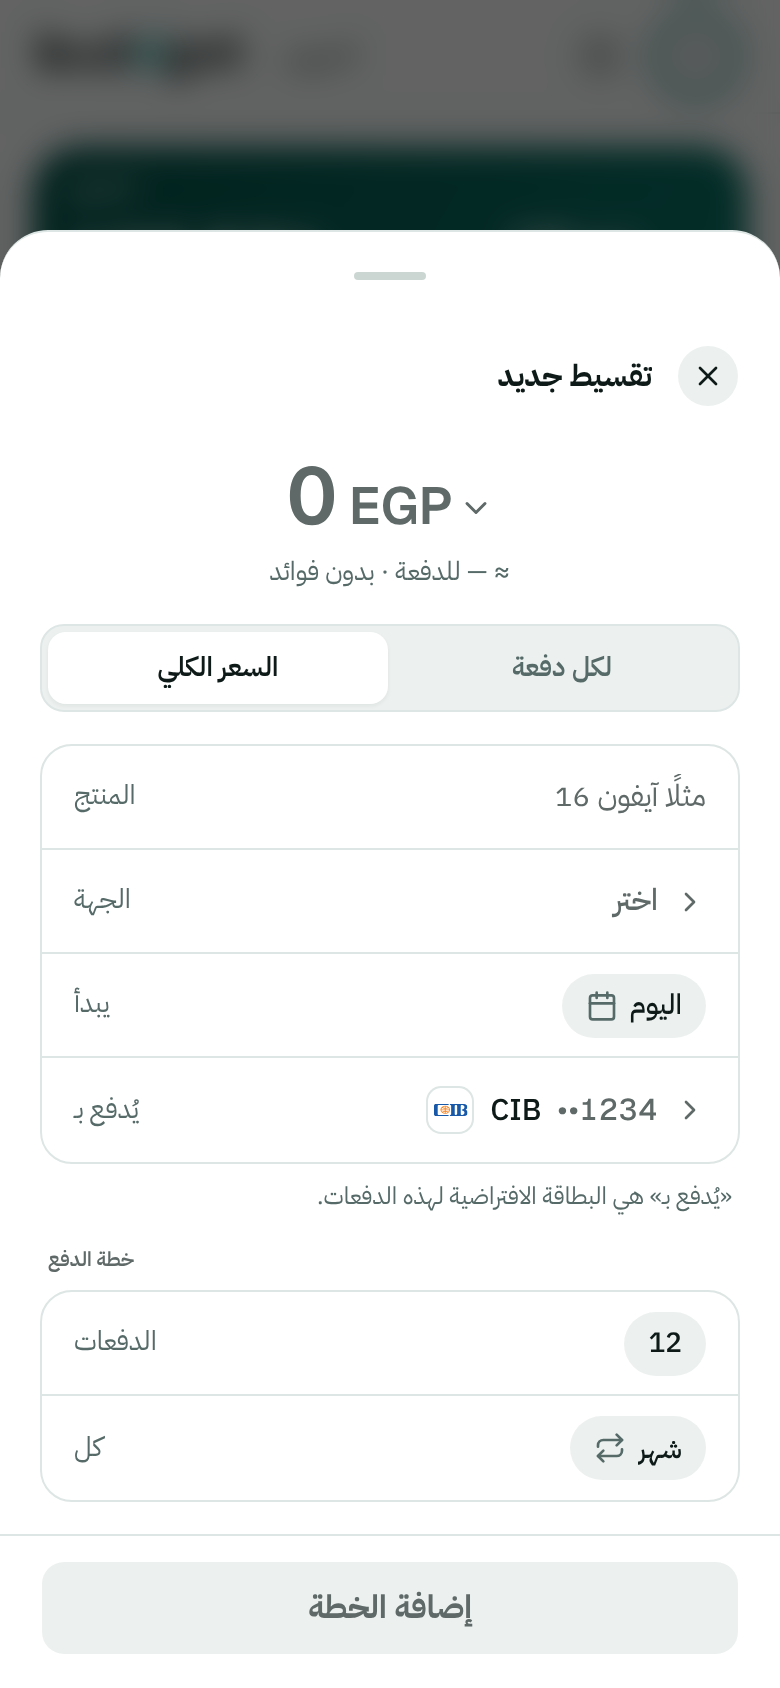 تقسيط جديد
0 EGP
≈ — للدفعة · بدون فوائد
السعر الكلي
لكل دفعة
المنتج
مثلًا آيفون 16
الجهة
اختر
يبدأ
اليوم
يُدفع بـ
CIB ••1234
«يُدفع بـ» هي البطاقة الافتراضية لهذه الدفعات.
خطة الدفع
الدفعات
12
كل
شهر
إضافة الخطة